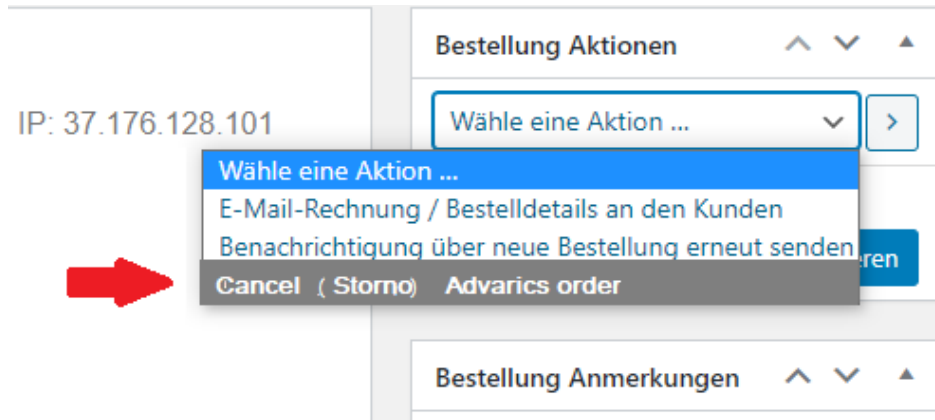 Bestellung Aktionen
IP: 37.176.128.101
Wähle eine Aktion ...
Wähle eine Aktion ...
E-Mail-Rechnung / Bestelldetails an den Kunden
Benachrichtigung über neue Bestellung erneut senden
Cancel ( Storno) Advarics order
Bestellung Anmerkungen